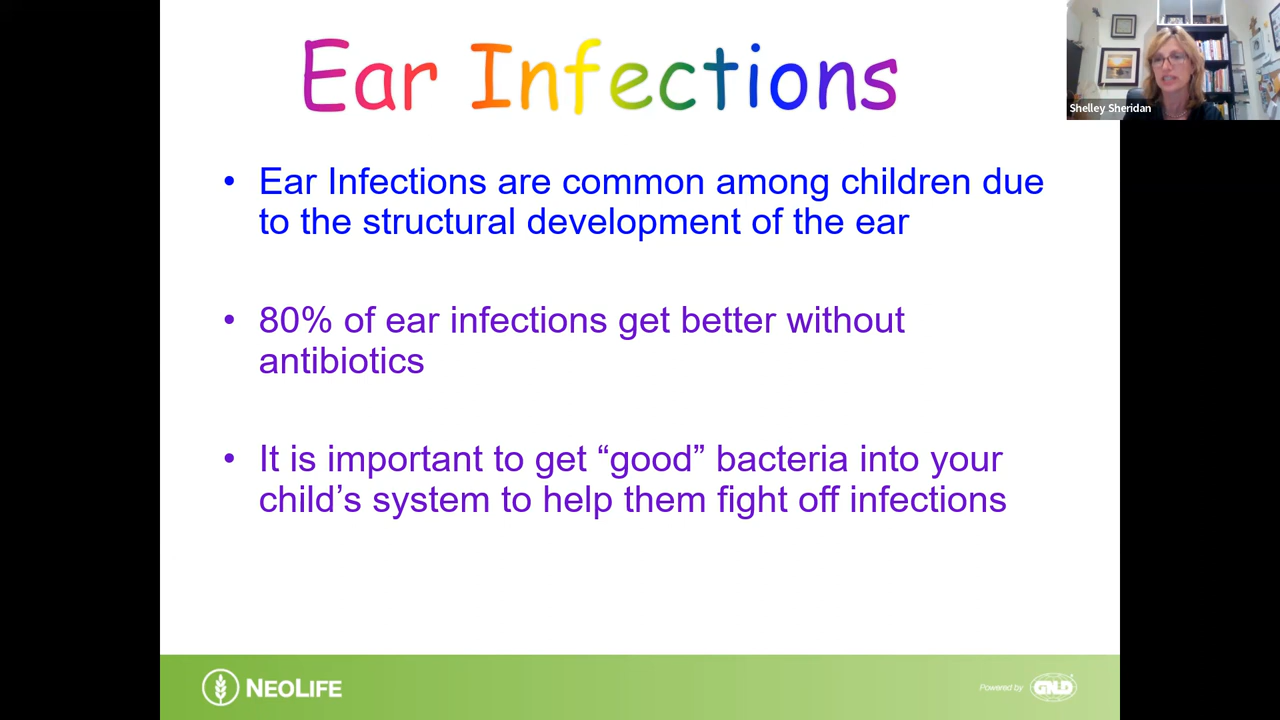 Ear Infections
Shelley Sheridan
• Ear Infections are common among children due
to the structural development of the ear
• 80% of ear infections get better without
antibiotics
• It is important to get “good” bacteria into your
child’s system to help them fight off infections
NEOLIFE
Powered by GNLD